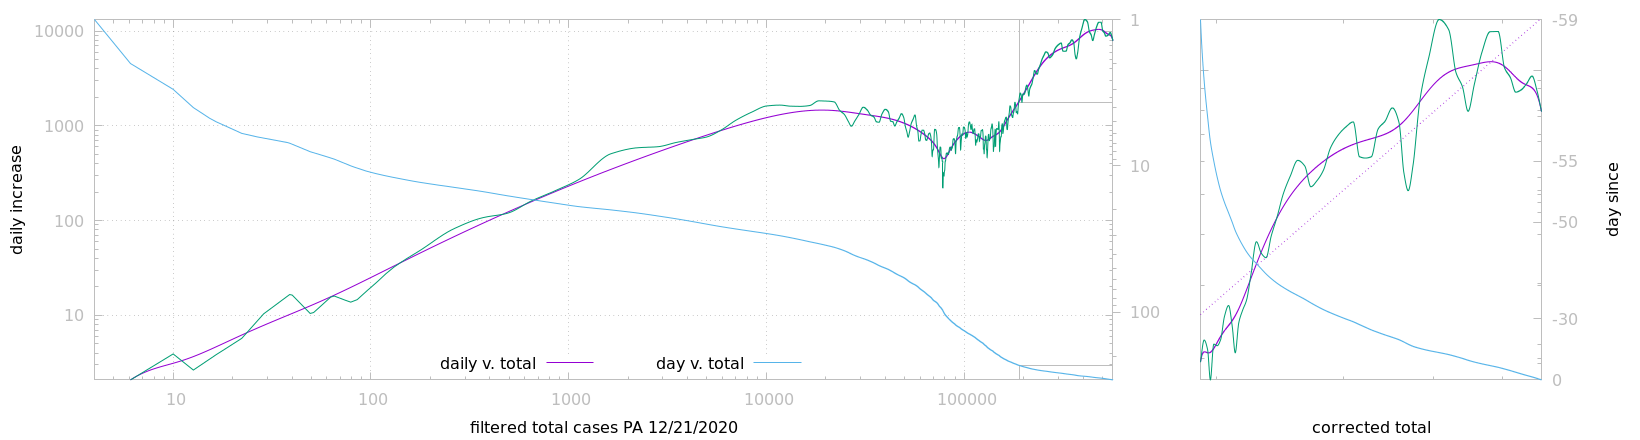 10000
1000
100
10
daily increase
10
100
1000
10000
100000
filtered total cases PA 12/21/2020
daily v. total
day v. total
1
10
100
-59
-55
-50
-30
0
day since
corrected total